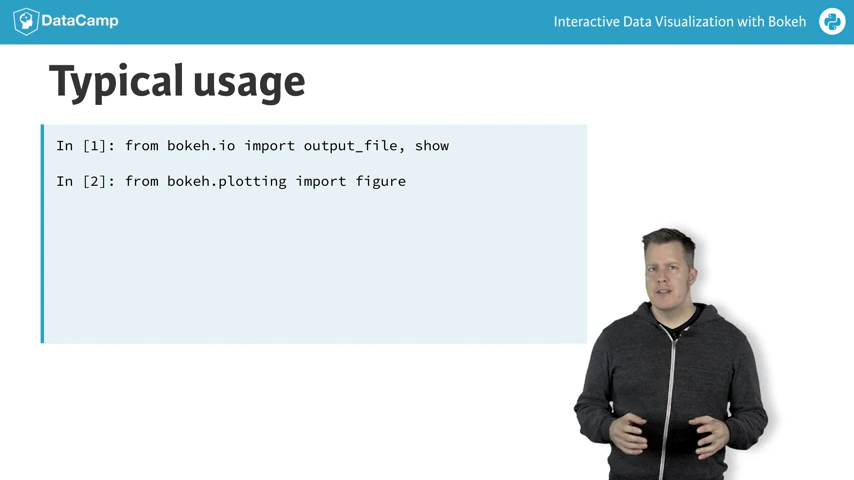 DataCamp
Interactive Data Visualization with Bokeh
Typical usage
In [1]: from bokeh.io import output_file, show
In [2]: from bokeh.plotting import figure